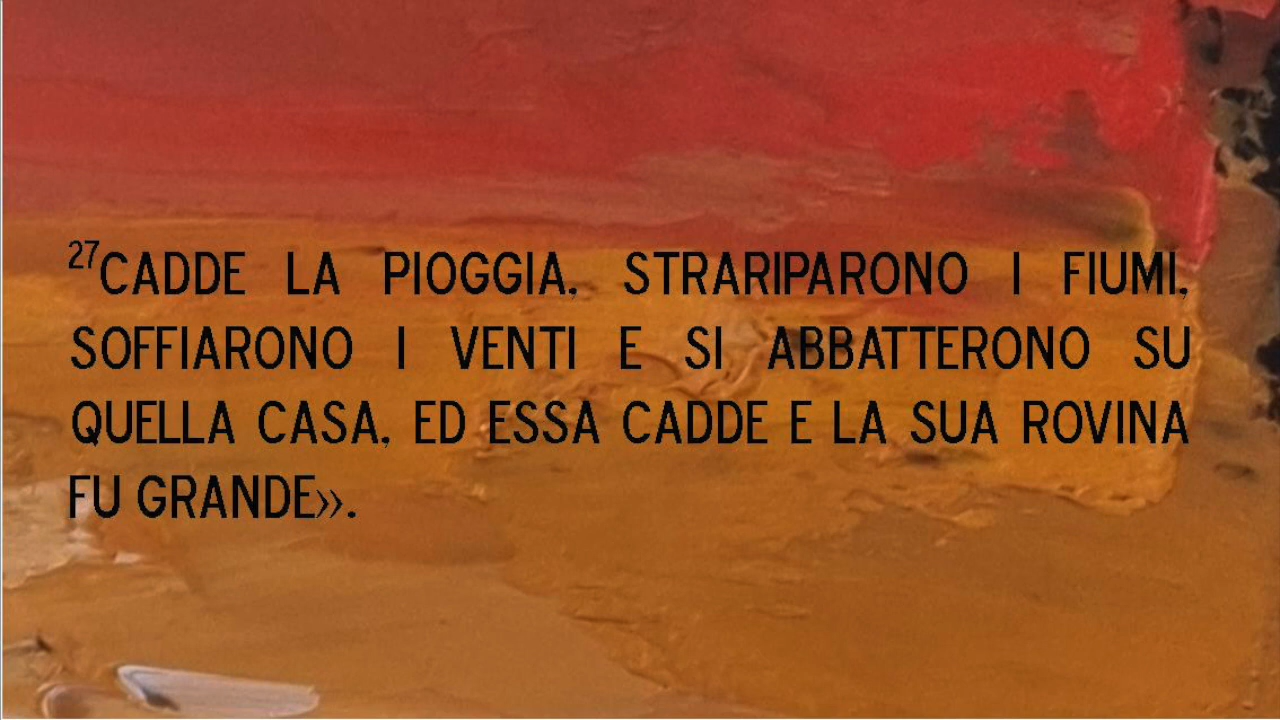 27CADDE LA PIOGGIA, STRARIPARONO I FIUMI,
SOFFIARONO I VENTI E SI ABBATTERONO SU
QUELLA CASA, ED ESSA CADDE E LA SUA ROVINA
FU GRANDE».